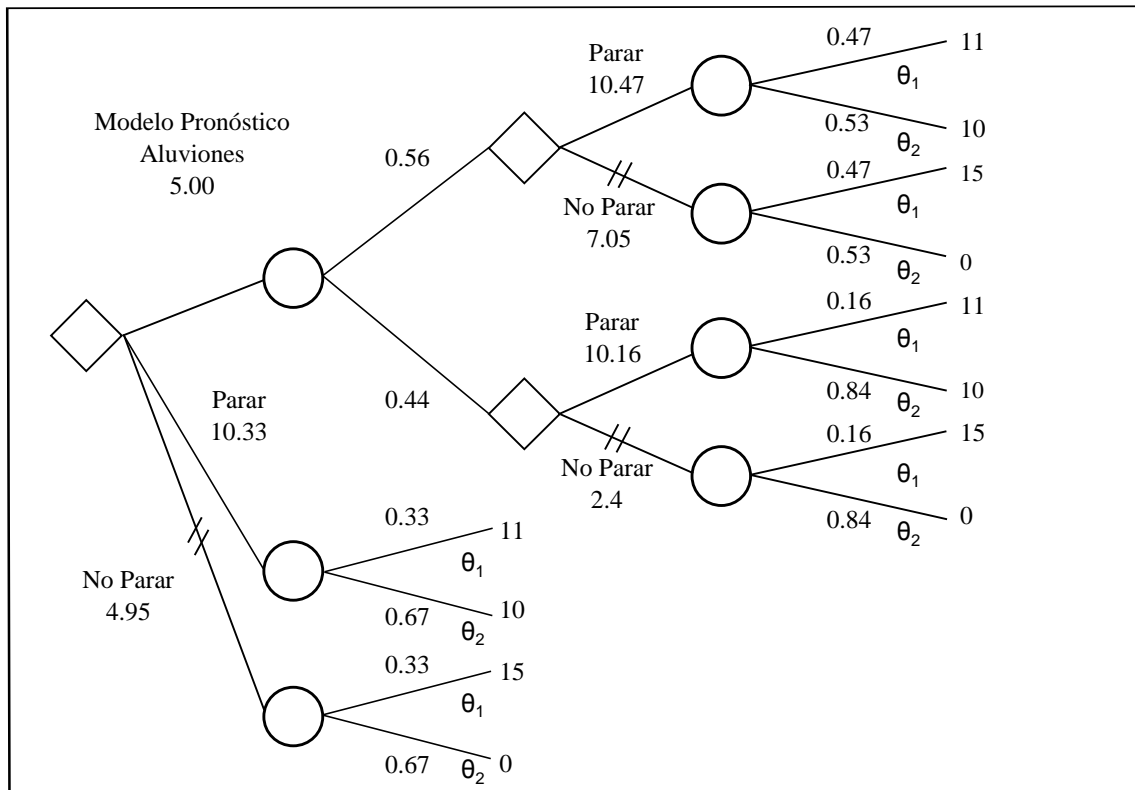 0.47
11
Parar
10.47
θ1
0.53
10
θ2
Modelo Pronóstico
Aluviones
5.00
0.56
0.47
15
No Parar
7.05
θ1
0.53
0
θ2
0.16
11
Parar
10.16
θ1
0.84
10
θ2
0.44
0.16
15
No Parar
2.4
θ1
0.84
0
θ2
Parar
10.33
0.33
11
θ1
0.67
10
θ2
No Parar
4.95
0.33
15
θ1
0.67
0
θ2